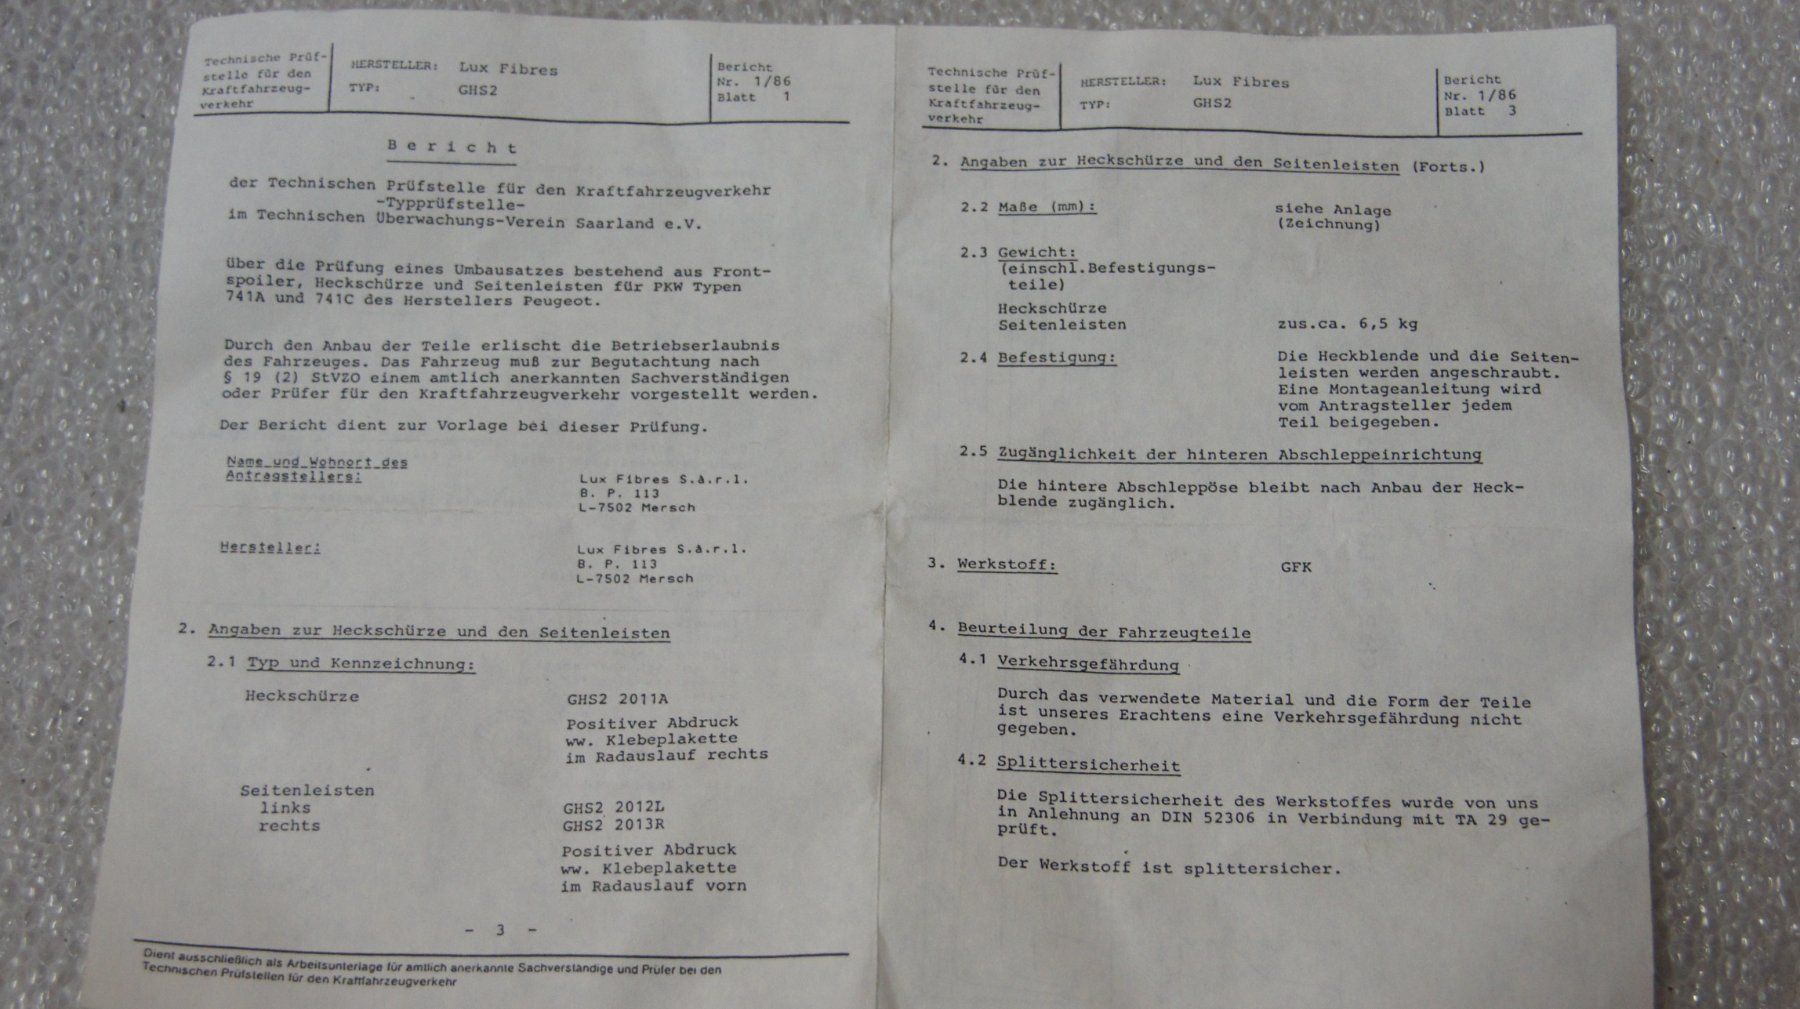 Technische Prüf-
stelle für den
Kraftfahrzeug-
verkehr
HERSTELLER: Lux Fibres
TYP: GHS2
Bericht
Nr. 1/86
Blatt 1
Bericht
der Technischen Prüfstelle für den Kraftfahrzeugverkehr
-Typprüfstelle-
im Technischen Überwachungs-Verein Saarland e.V.
über die Prüfung eines Umbausatzes bestehend aus Front-
spoiler, Heckschürze und Seitenleisten für PKW Typen
741A und 741C des Herstellers Peugeot.
Durch den Anbau der Teile erlischt die Betriebserlaubnis
des Fahrzeuges. Das Fahrzeug muß zur Begutachtung nach
§ 19 (2) StVZO einem amtlich anerkannten Sachverständigen
oder Prüfer für den Kraftfahrzeugverkehr vorgestellt werden.
Der Bericht dient zur Vorlage bei dieser Prüfung.
Name und Wohnort des
Antragstellers:
Lux Fibres S.à.r.l.
B. P. 113
L-7502 Mersch
Hersteller:
Lux Fibres S.à.r.l.
B. P. 113
L-7502 Mersch
2. Angaben zur Heckschürze und den Seitenleisten
2.1 Typ und Kennzeichnung:
Heckschürze GHS2 2011A
Positiver Abdruck
ww. Klebeplakette
im Radauslauf rechts
Seitenleisten
links GHS2 2012L
rechts GHS2 2013R
Positiver Abdruck
ww. Klebeplakette
im Radauslauf vorn
- 3 -
Dient ausschließlich als Arbeitsunterlage für amtlich anerkannte Sachverständige und Prüfer bei den
Technischen Prüfstellen für den Kraftfahrzeugverkehr
Technische Prüf-
stelle für den
Kraftfahrzeug-
verkehr
HERSTELLER: Lux Fibres
TYP: GHS2
Bericht
Nr. 1/86
Blatt 3
2. Angaben zur Heckschürze und den Seitenleisten (Forts.)
2.2 Maße (mm): siehe Anlage
(Zeichnung)
2.3 Gewicht:
(einschl.Befestigungs-
teile)
Heckschürze
Seitenleisten zus.ca. 6,5 kg
2.4 Befestigung: Die Heckblende und die Seiten-
leisten werden angeschraubt.
Eine Montageanleitung wird
vom Antragsteller jedem
Teil beigegeben.
2.5 Zugänglichkeit der hinteren Abschleppeinrichtung
Die hintere Abschleppöse bleibt nach Anbau der Heck-
blende zugänglich.
3. Werkstoff: GFK
4. Beurteilung der Fahrzeugteile
4.1 Verkehrsgefährdung
Durch das verwendete Material und die Form der Teile
ist unseres Erachtens eine Verkehrsgefährdung nicht
gegeben.
4.2 Splittersicherheit
Die Splittersicherheit des Werkstoffes wurde von uns
in Anlehnung an DIN 52306 in Verbindung mit TA 29 ge-
prüft.
Der Werkstoff ist splittersicher.